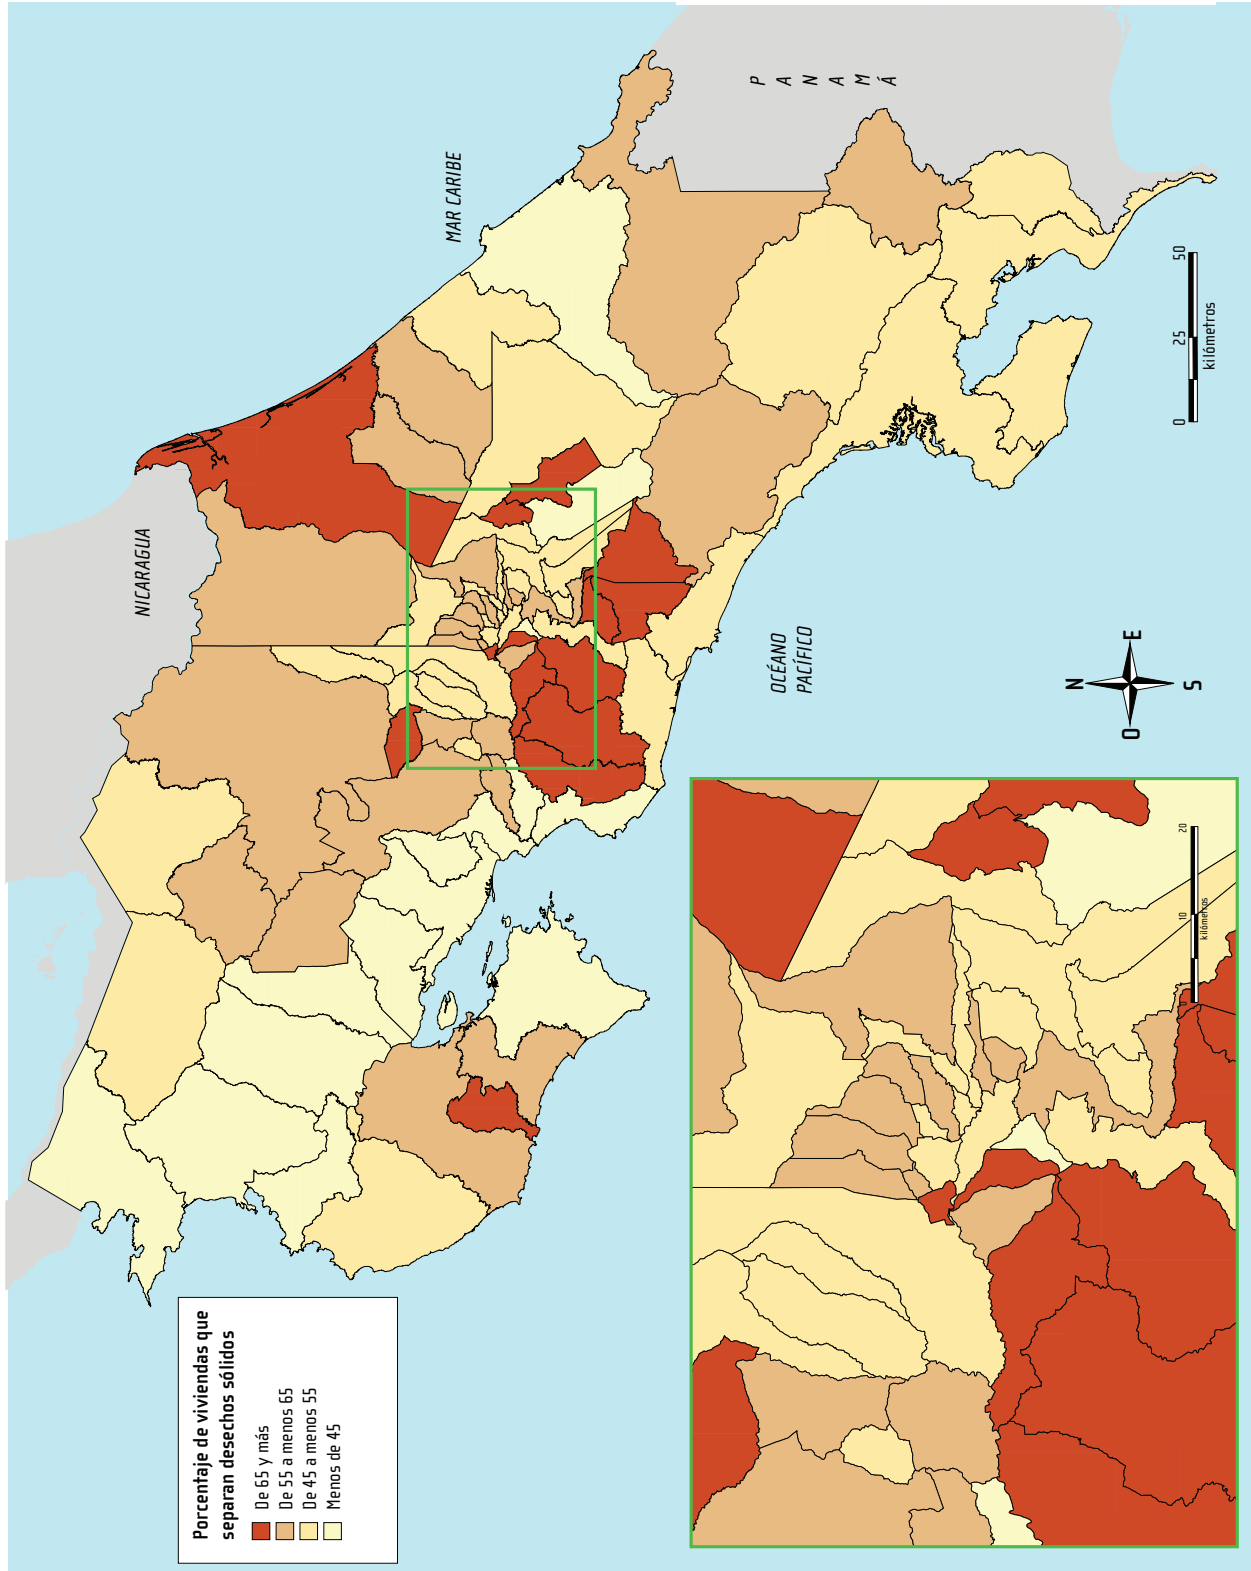 NICARAGUA
MAR CARIBE
P
A
N
A
M
Á
OCÉANO
PACÍFICO
N
O
E
S
0
25
50
kilómetros
Porcentaje de viviendas que
separan desechos sólidos
De 65 y más
De 55 a menos 65
De 45 a menos 55
Menos de 45
0
10
20
kilómetros